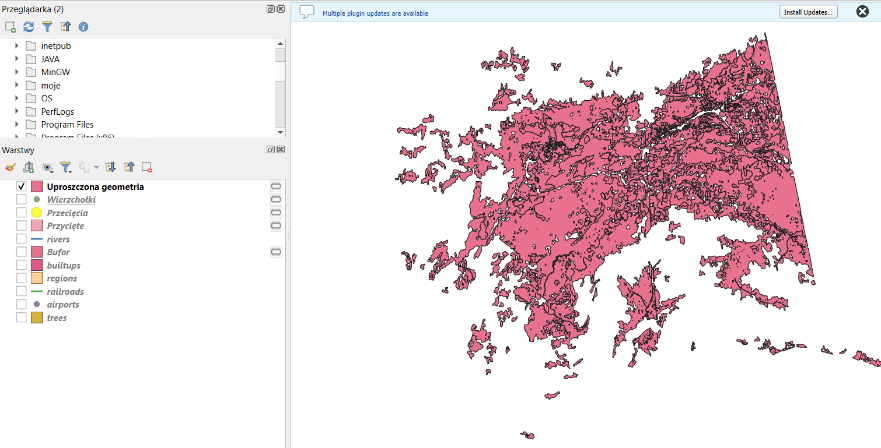 Przeglądarka (2)
Multiple plugin updates are available
Install Updates...
inetpub
JAVA
MinGW
moje
OS
PerfLogs
Program Files
Program Files (x86)
Warstwy
Uproszczona geometria
Wierzchołki
Przecięcia
Przycięte
rivers
Bufor
builtups
regions
railroads
airports
trees